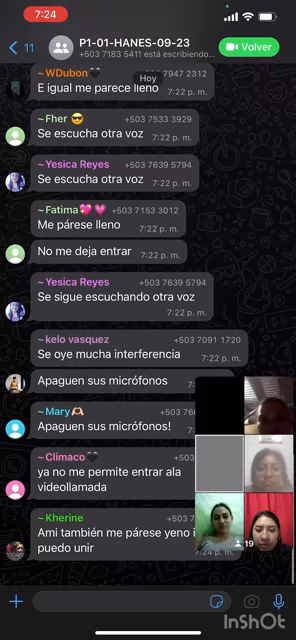 7:24
11
P1-01-HANES-09-23
+503 7183 5411 está escribiendo...
Volver
~WDubon🖤
7947 2312
Hoy
E igual me parece lleno
7:22 p. m.
~Fher 😎
+503 7533 3929
Se escucha otra voz
7:22 p. m.
~Yesica Reyes
+503 7639 5794
Se escucha otra voz
7:22 p. m.
~Fatima💖💗
+503 7153 3012
Me párese lleno
7:22 p. m.
No me deja entrar
7:22 p. m.
~Yesica Reyes
+503 7639 5794
Se sigue escuchando otra voz
7:22 p. m.
~kelo vasquez
+503 7091 1720
Se oye mucha interferencia
7:22 p. m.
Apaguen sus micrófonos
7:
~Mary🫶🏻
+503 76
Apaguen sus micrófonos!
~Climaco🖤
+503
ya no me permite entrar ala
videollamada
~Kherine
+503 7
Ami también me párese yeno i
puedo unir
7:24 p. m.
19
InShOt